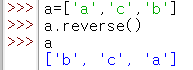 >>> a=['a','c','b']
>>> a.reverse()
>>> a
['b', 'c', 'a']